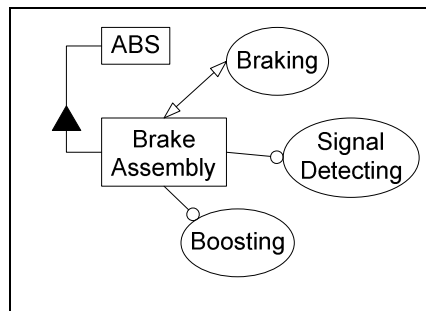 ABS
Braking
Brake
Assembly
Signal
Detecting
Boosting